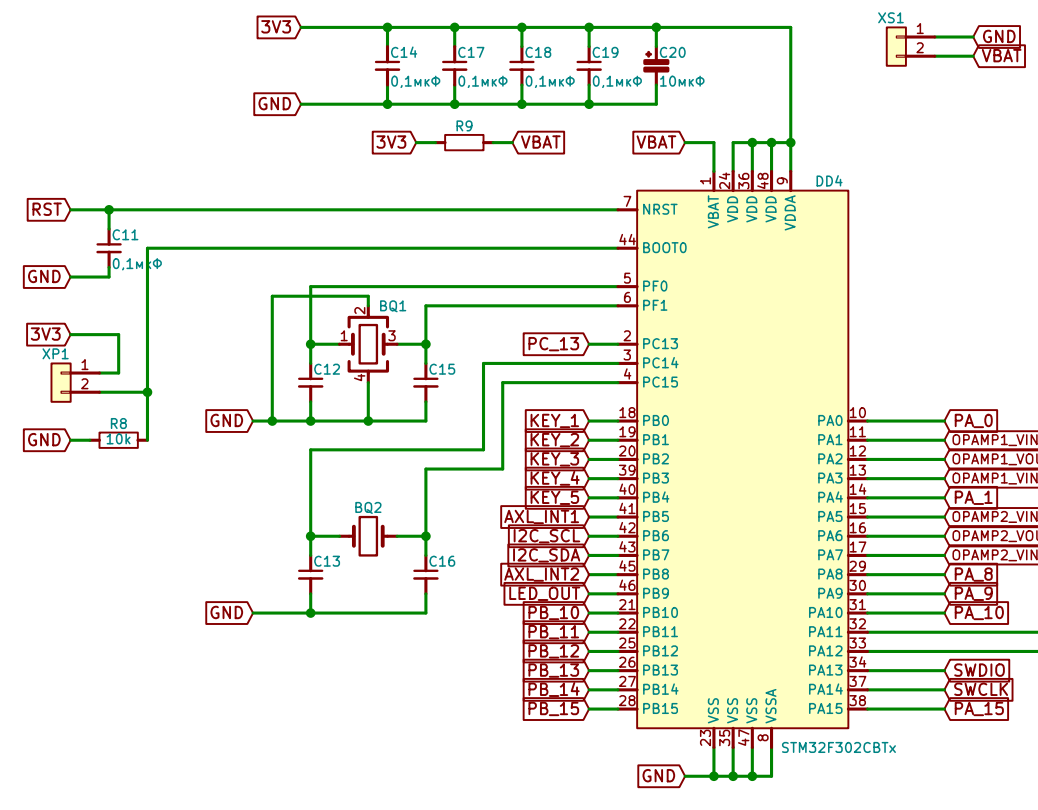 3V3
C14
C17
C18
C19
C20
0,1мкФ
0,1мкФ
0,1мкФ
0,1мкФ
10мкФ
GND
XS1
1
GND
2
VBAT
3V3
R9
VBAT
VBAT
1
24
36
48
9
DD4
VBAT
VDD
VDD
VDD
VDDA
RST
7
NRST
C11
0,1мкФ
GND
44
BOOT0
5
PF0
6
PF1
2
BQ1
1
3
4
C12
C15
GND
3V3
XP1
1
2
R8
10k
GND
PC_13
2
PC13
3
PC14
4
PC15
KEY_1
18
PB0
PA0
10
PA_0
KEY_2
19
PB1
PA1
11
OPAMP1_VIN
KEY_3
20
PB2
PA2
12
OPAMP1_VOU
KEY_4
39
PB3
PA3
13
OPAMP1_VIN
KEY_5
40
PB4
PA4
14
PA_1
AXL_INT1
41
PB5
PA5
15
OPAMP2_VIN
I2C_SCL
42
PB6
PA6
16
OPAMP2_VOU
I2C_SDA
43
PB7
PA7
17
OPAMP2_VIN
AXL_INT2
45
PB8
PA8
29
PA_8
LED_OUT
46
PB9
PA9
30
PA_9
PB_10
21
PB10
PA10
31
PA_10
PB_11
22
PB11
PA11
32
PB_12
25
PB12
PA12
33
PB_13
26
PB13
PA13
34
SWDIO
PB_14
27
PB14
PA14
37
SWCLK
PB_15
28
PB15
PA15
38
PA_15
BQ2
C13
C16
GND
VSS
VSS
VSS
VSSA
23
35
47
8
STM32F302CBTx
GND